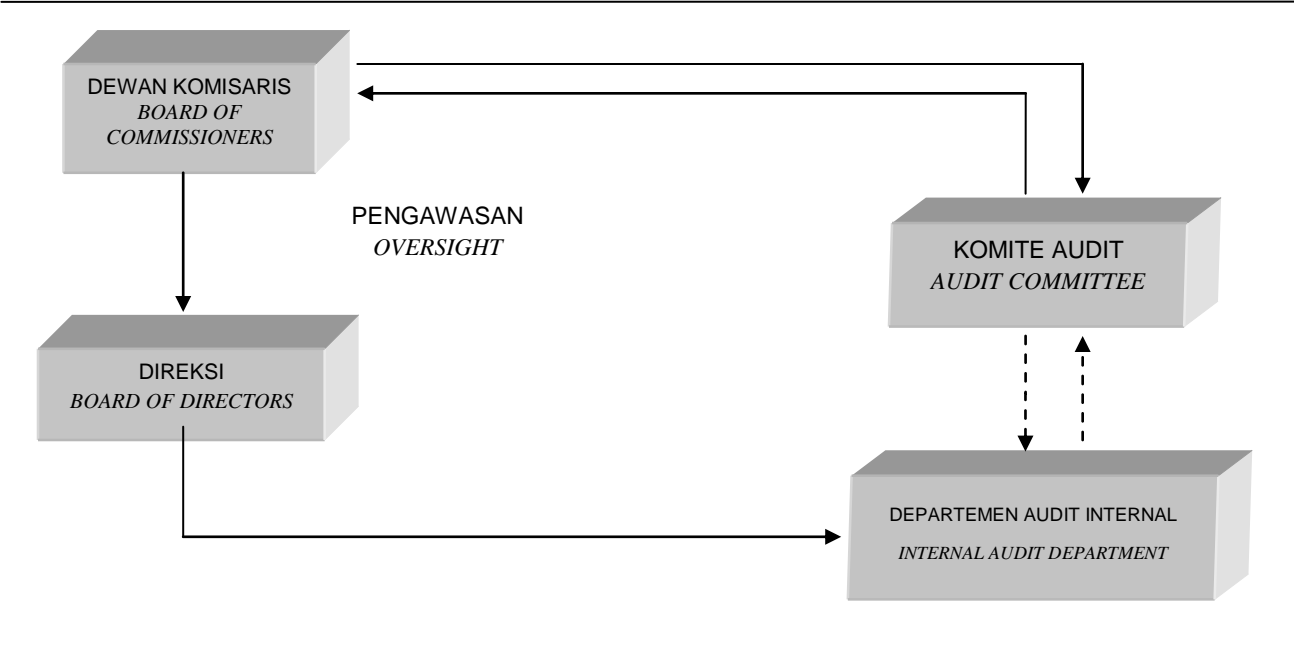 DEWAN KOMISARIS
BOARD OF
COMMISSIONERS
PENGAWASAN
OVERSIGHT
KOMITE AUDIT
AUDIT COMMITTEE
DIREKSI
BOARD OF DIRECTORS
DEPARTEMEN AUDIT INTERNAL
INTERNAL AUDIT DEPARTMENT